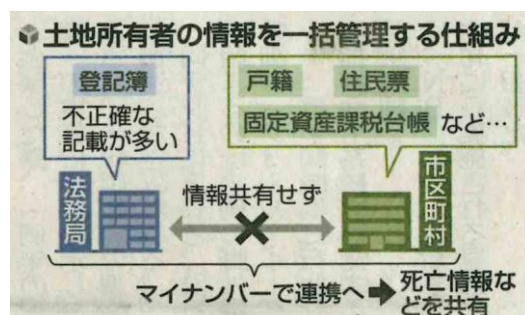 土地所有者の情報を一括管理する仕組み
登記簿
不正確な
記載が多い
戸籍 住民票
固定資産課税台帳 など…
法務局
情報共有せず
市区町村
マイナンバーで連携へ➡死亡情報な
どを共有